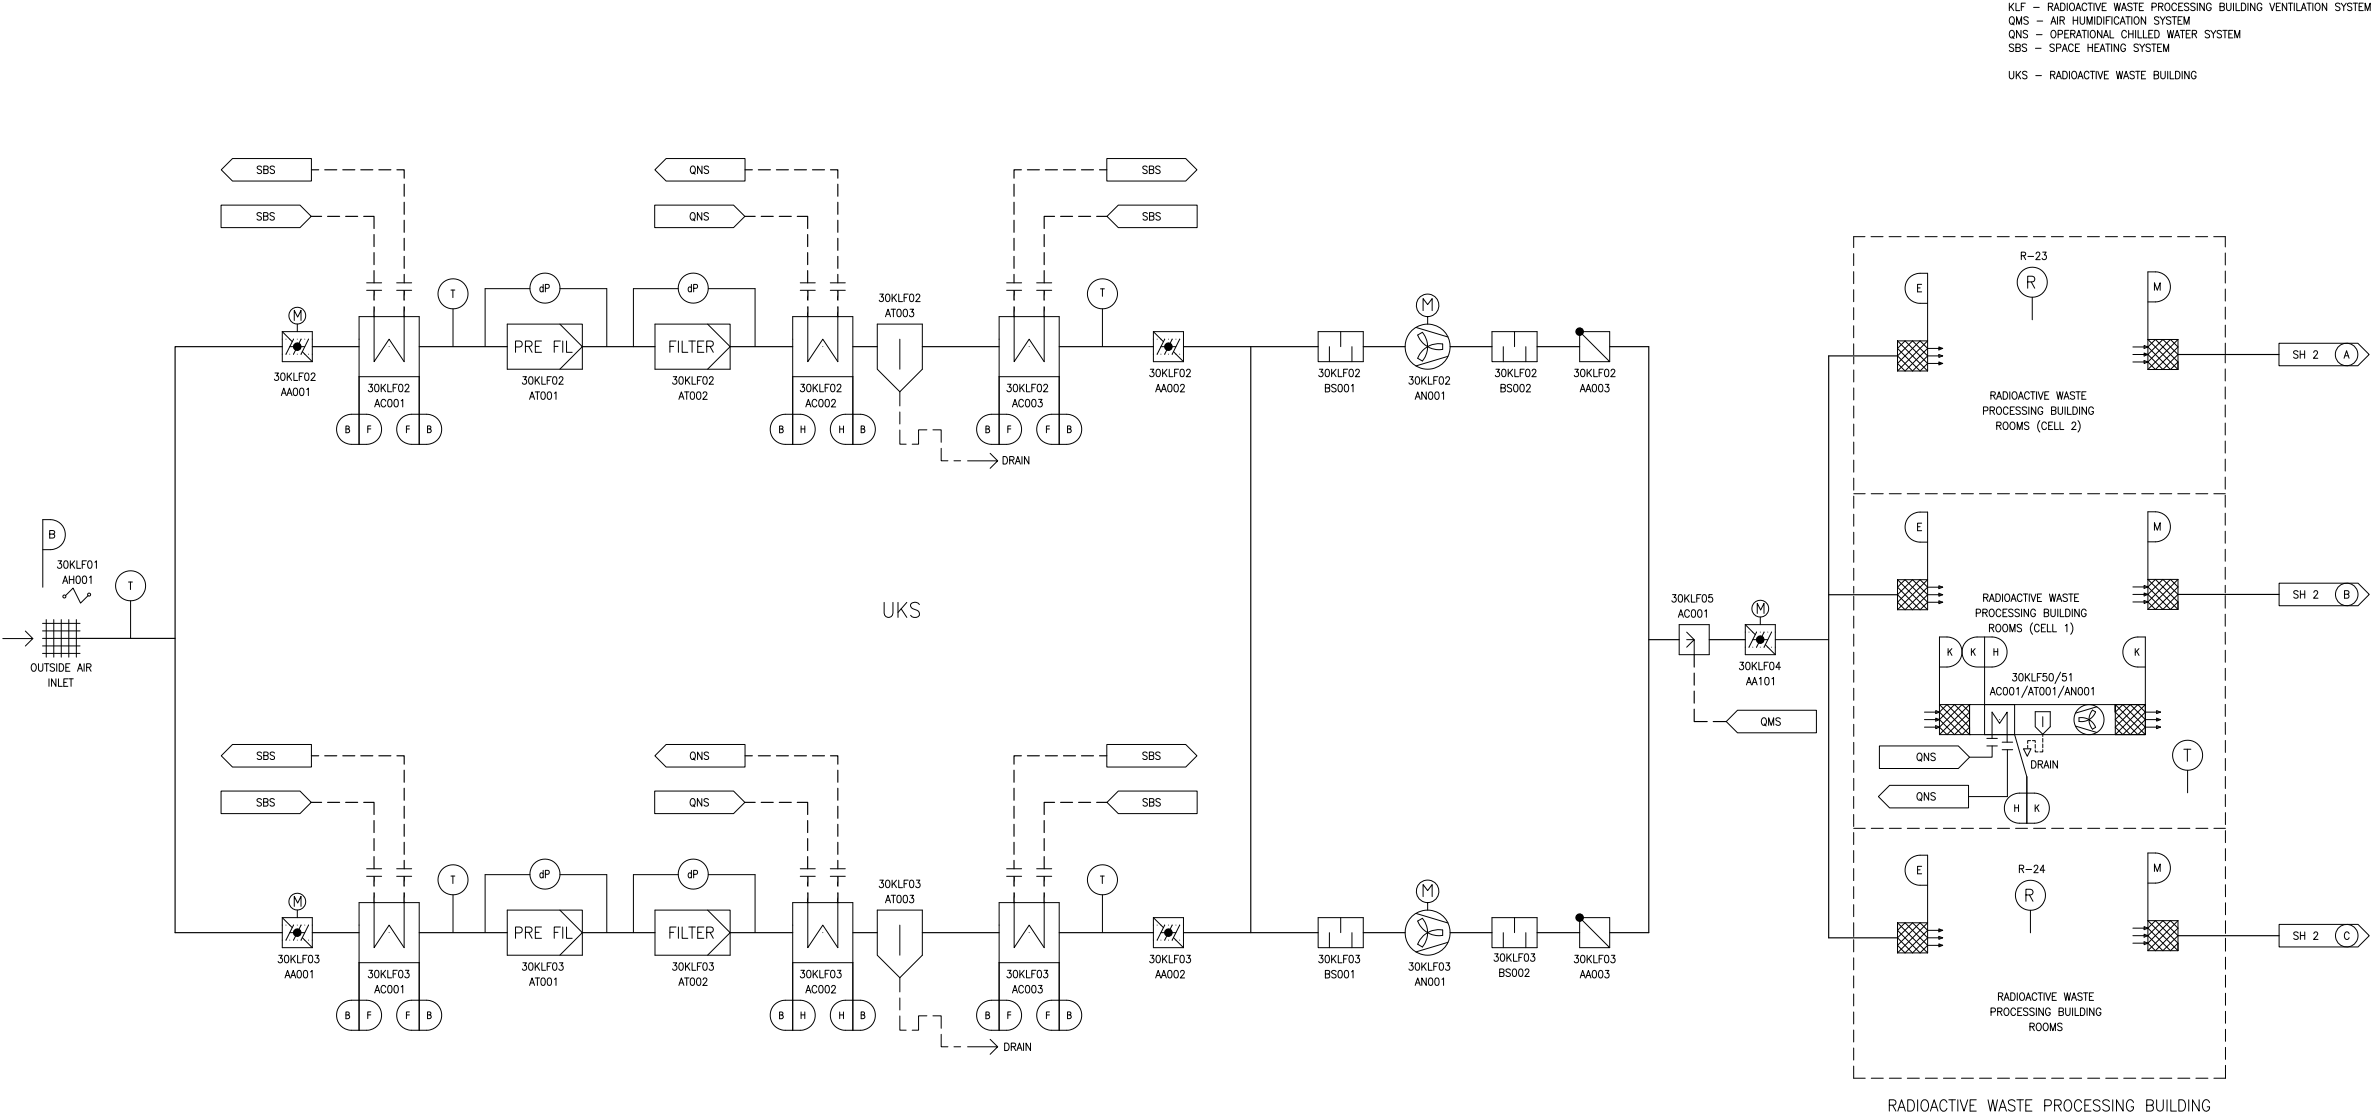 KLF – RADIOACTIVE WASTE PROCESSING BUILDING VENTILATION SYSTEM
QMS – AIR HUMIDIFICATION SYSTEM
QNS – OPERATIONAL CHILLED WATER SYSTEM
SBS – SPACE HEATING SYSTEM
UKS – RADIOACTIVE WASTE BUILDING
SBS
QNS
SBS
SBS
QNS
SBS
R–23
E
R
M
T
dP
dP
30KLF02
AT003
T
M
M
PRE FIL
FILTER
SH 2
A
30KLF02
AA001
30KLF02
AC001
30KLF02
AT001
30KLF02
AT002
30KLF02
AC002
30KLF02
AC003
30KLF02
AA002
30KLF02
BS001
30KLF02
AN001
30KLF02
BS002
30KLF02
AA003
RADIOACTIVE WASTE
PROCESSING BUILDING
ROOMS (CELL 2)
B
F
F
B
B
H
H
B
B
F
F
B
DRAIN
B
E
M
30KLF01
AH001
T
UKS
SH 2
B
RADIOACTIVE WASTE
PROCESSING BUILDING
ROOMS (CELL 1)
30KLF05
AC001
M
30KLF04
AA101
OUTSIDE AIR
INLET
K
K
H
K
30KLF50/51
AC001/AT001/AN001
QMS
QNS
DRAIN
T
QNS
H
K
SBS
QNS
SBS
SBS
QNS
SBS
E
R–24
R
M
T
dP
dP
30KLF03
AT003
T
M
M
PRE FIL
FILTER
SH 2
C
30KLF03
AA001
30KLF03
AC001
30KLF03
AT001
30KLF03
AT002
30KLF03
AC002
30KLF03
AC003
30KLF03
AA002
30KLF03
BS001
30KLF03
AN001
30KLF03
BS002
30KLF03
AA003
RADIOACTIVE WASTE
PROCESSING BUILDING
ROOMS
B
F
F
B
B
H
H
B
B
F
F
B
DRAIN
RADIOACTIVE WASTE PROCESSING BUILDING